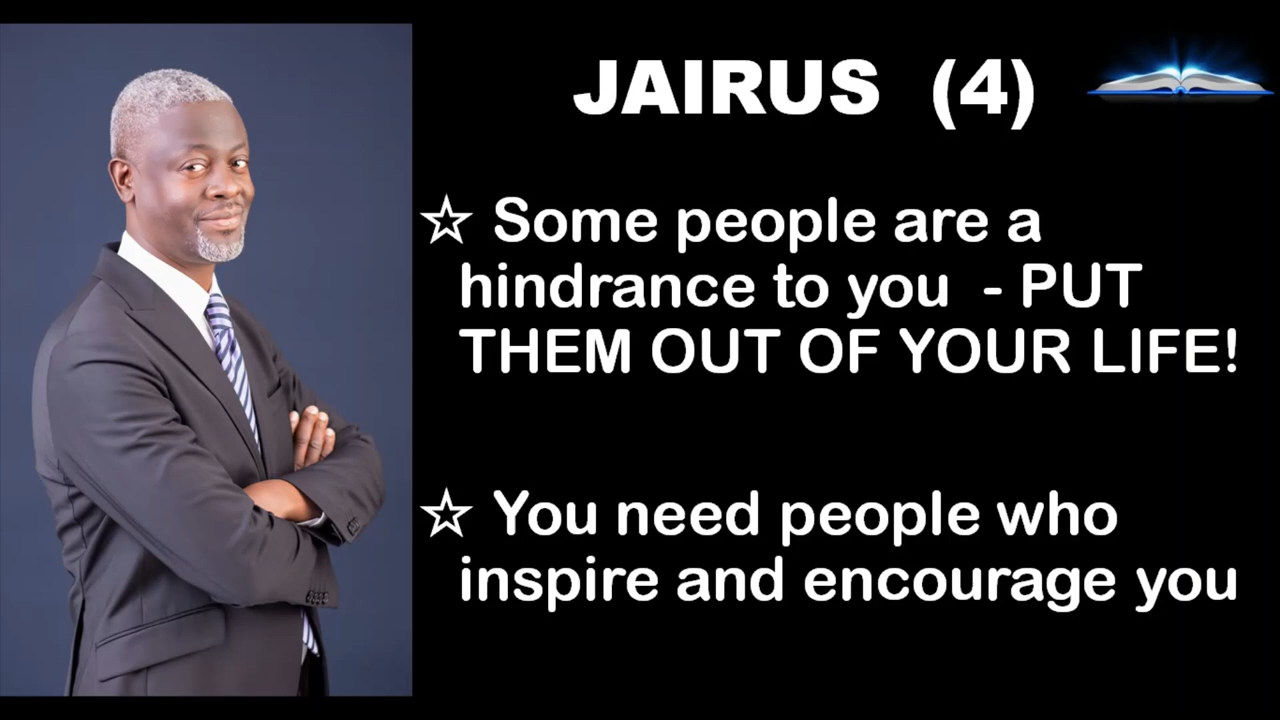 JAIRUS (4)
☆ Some people are a
hindrance to you - PUT
THEM OUT OF YOUR LIFE!
☆ You need people who
inspire and encourage you